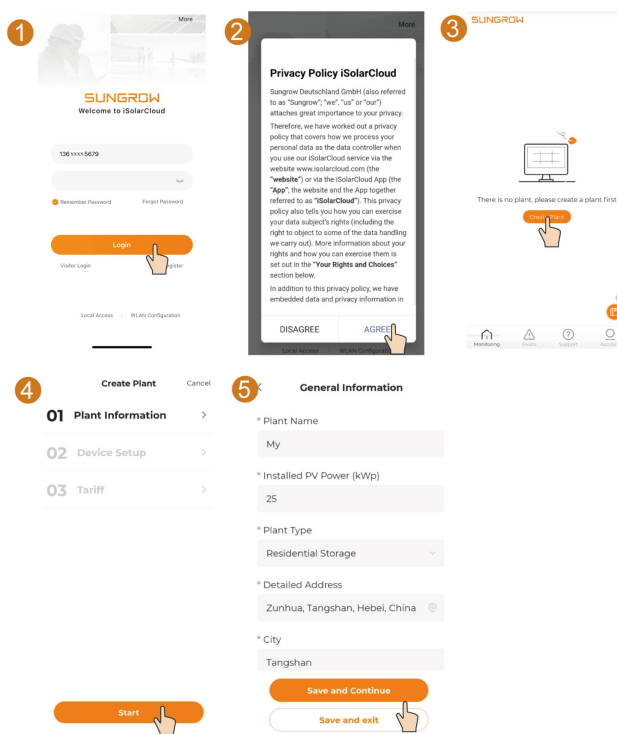 1
More
SUNGROW
Welcome to iSolarCloud
136 xxxx 5679
Remember Password Forgot Password
Login
Visitor Login
Local Access WLAN Configuration
2
More
Privacy Policy iSolarCloud
Sungrow Deutschland GmbH (also referred
to as "Sungrow"; "we", "us" or "our")
attaches great importance to your privacy.
Therefore, we have worked out a privacy
policy that covers how we process your
personal data as the data controller when
you use our iSolarCloud service via the
website www.isolarcloud.com (the
"website") or via the iSolarCloud App (the
"App"; the website and the App together
referred to as "iSolarCloud"). This privacy
policy also tells you how you can exercise
your data subject's rights (including the
right to object to some of the data handling
we carry out). More information about your
rights and how you can exercise them is
set out in the "Your Rights and Choices"
section below.
In addition to this privacy policy, we have
embedded data and privacy information in
DISAGREE AGREE
Local Access WLAN Configuration
3
SUNGROW
There is no plant, please create a plant first
Create Plant
Monitoring Faults Support Account
4
Create Plant Cancel
01 Plant Information
02 Device Setup
03 Tariff
Start
5
General Information
* Plant Name
My
* Installed PV Power (kWp)
25
* Plant Type
Residential Storage
* Detailed Address
Zunhua, Tangshan, Hebei, China
* City
Tangshan
Save and Continue
Save and exit